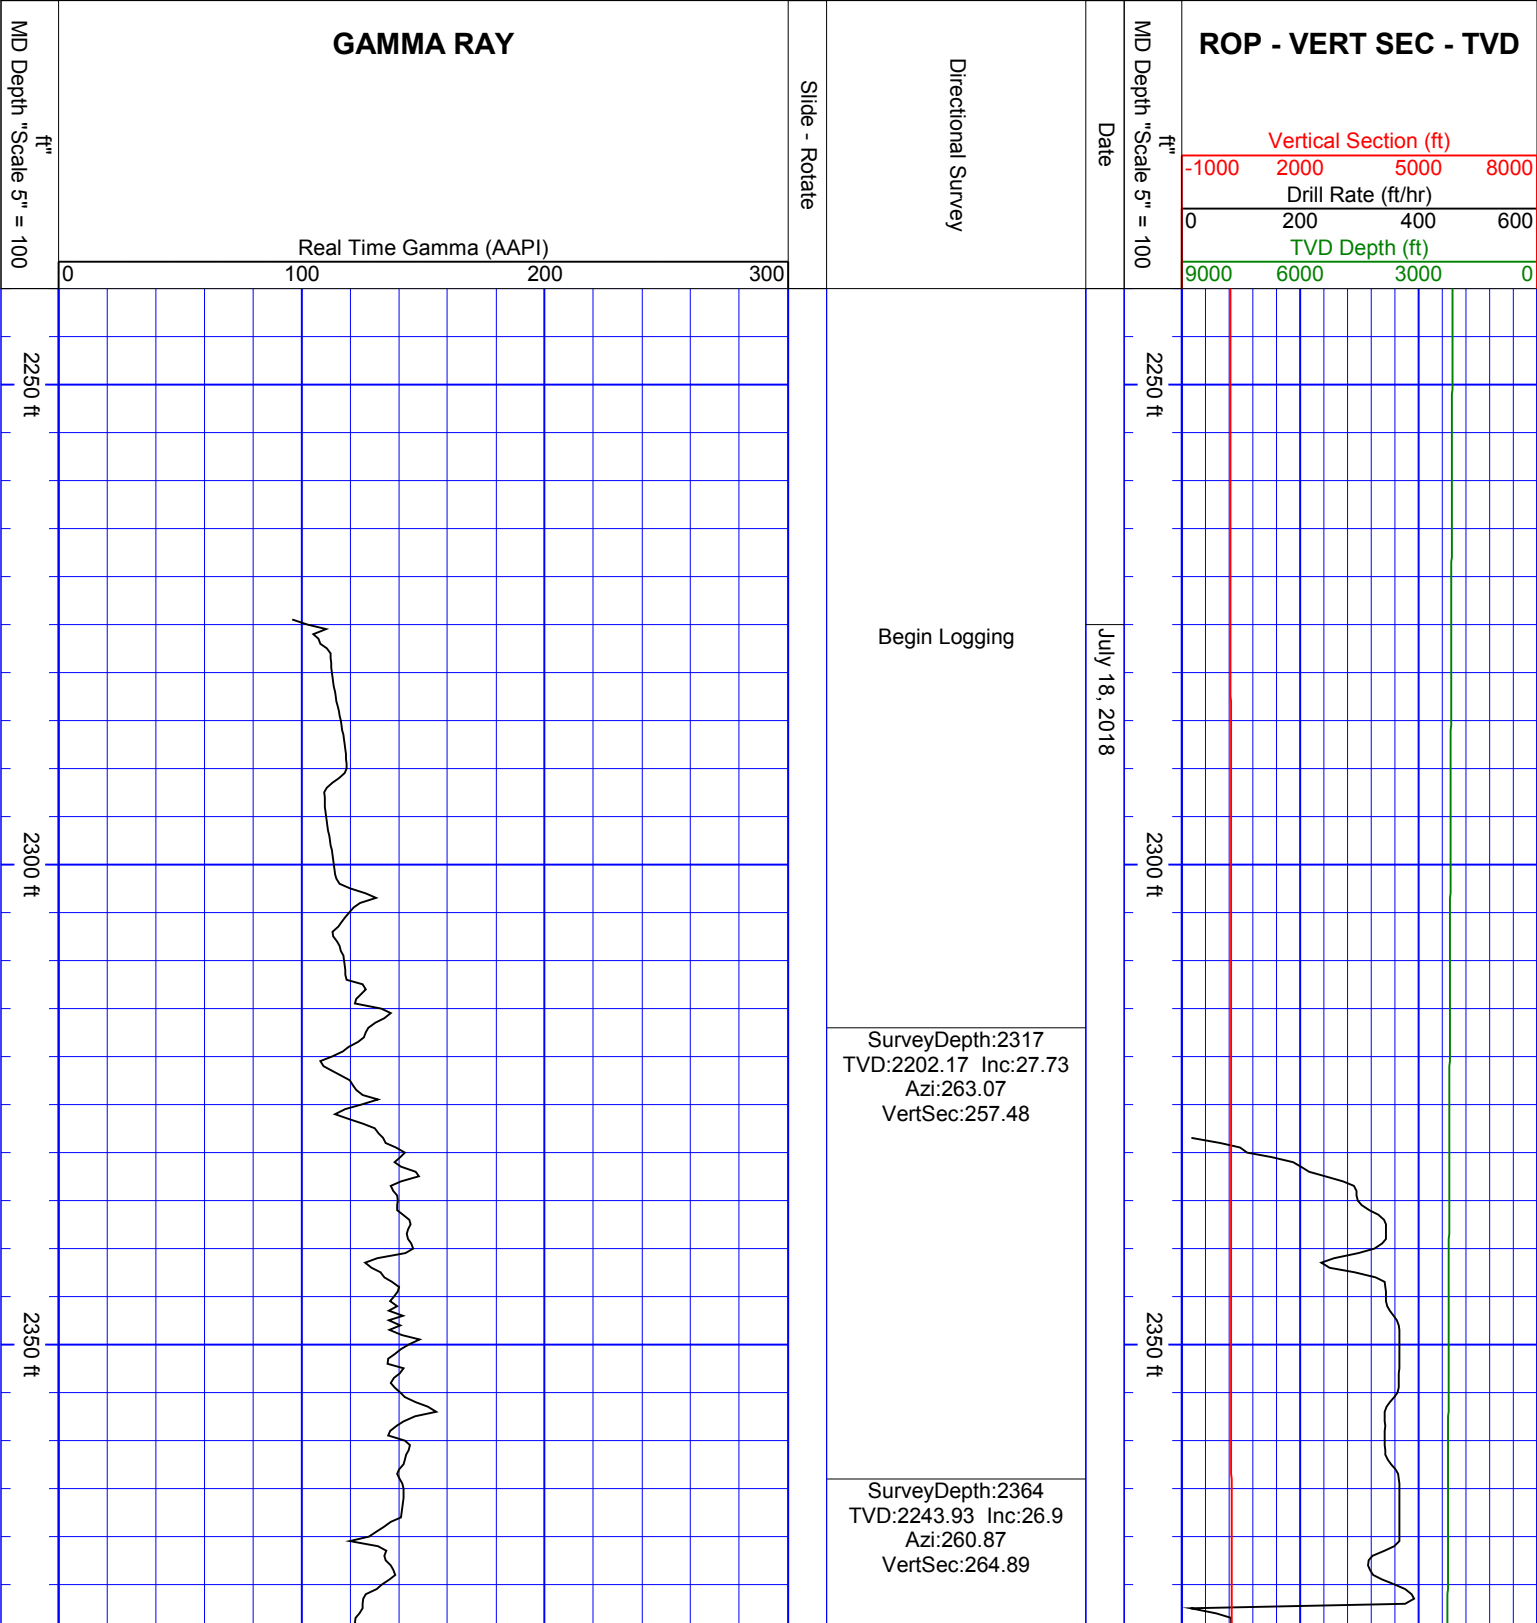 MD Depth "Scale 5" = 100
ft"
GAMMA RAY
Real Time Gamma (AAPI)
0 100 200 300
Slide - Rotate
Directional Survey
Date
MD Depth "Scale 5" = 100
ft"
ROP - VERT SEC - TVD
Vertical Section (ft)
-1000 2000 5000 8000
Drill Rate (ft/hr)
0 200 400 600
TVD Depth (ft)
9000 6000 3000 0
2250 ft
2300 ft
2350 ft
Begin Logging
SurveyDepth:2317
TVD:2202.17 Inc:27.73
Azi:263.07
VertSec:257.48
SurveyDepth:2364
TVD:2243.93 Inc:26.9
Azi:260.87
VertSec:264.89
July 18, 2018
2250 ft
2300 ft
2350 ft